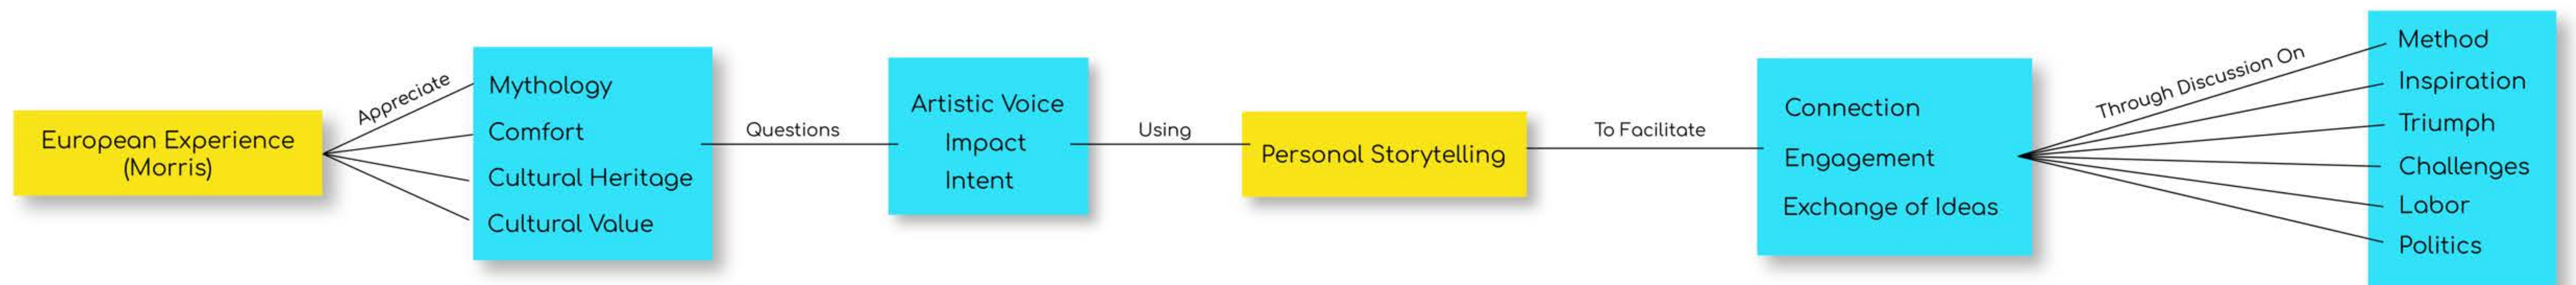 European Experience
(Morris)
Appreciate
Mythology
Comfort
Cultural Heritage
Cultural Value
Questions
Artistic Voice
Impact
Intent
Using
Personal Storytelling
To Facilitate
Connection
Engagement
Exchange of Ideas
Through Discussion On
Method
Inspiration
Triumph
Challenges
Labor
Politics